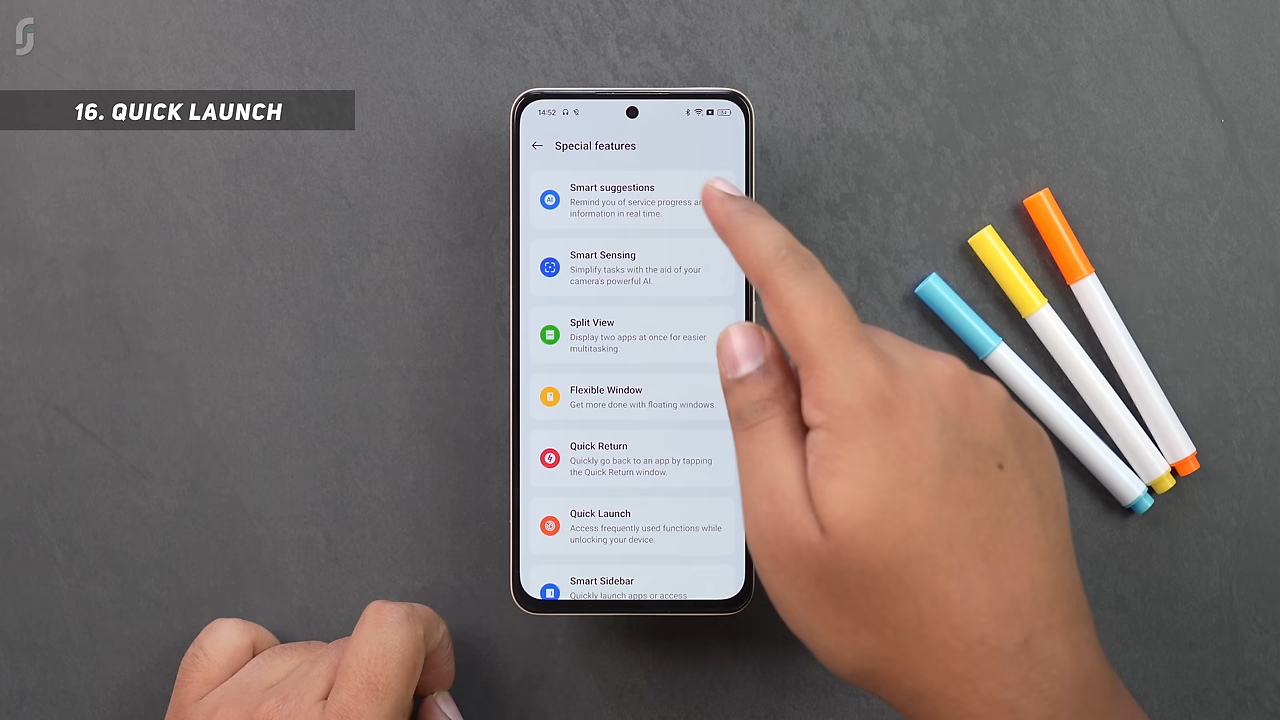 16. QUICK LAUNCH
14:52
Special features
Smart suggestions
Remind you of service progress
information in real time.
Smart Sensing
Simplify tasks with the aid of your
camera's powerful AI.
Split View
Display two apps at once for easier
multitasking.
Flexible Window
Get more done with floating windows.
Quick Return
Quickly go back to an app by tapping
the Quick Return window.
Quick Launch
Access frequently used functions while
unlocking your device.
Smart Sidebar
Quickly launch apps or access